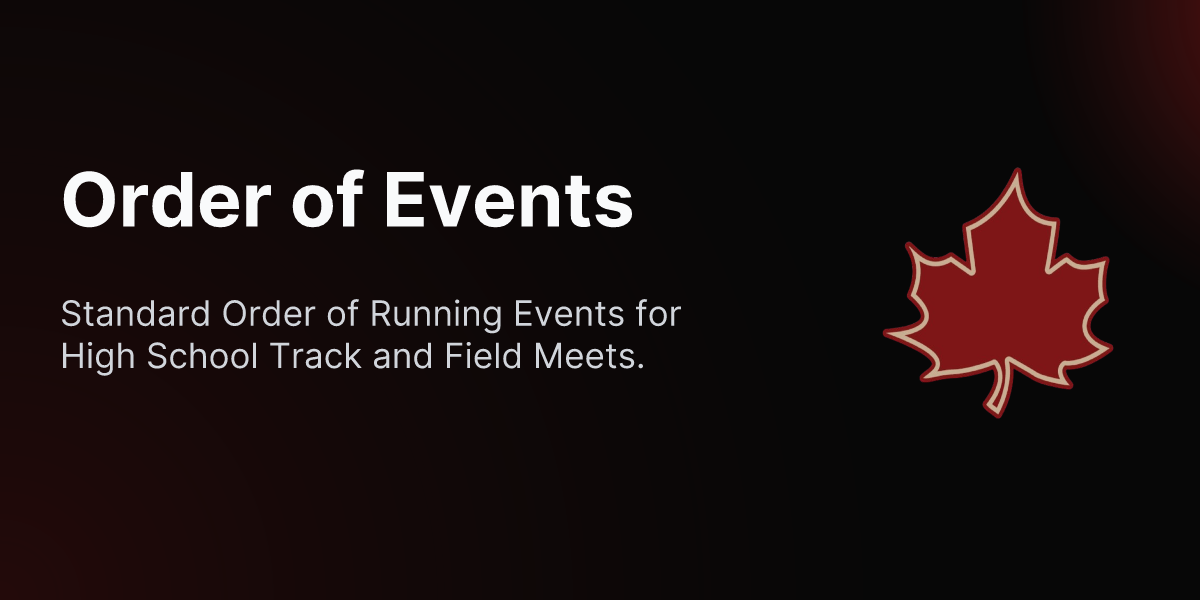 Order of Events
Standard Order of Running Events for
High School Track and Field Meets.